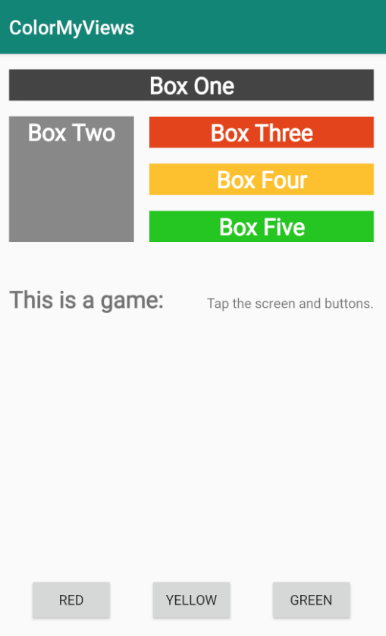 ColorMyViews
Box One
Box Two
Box Three
Box Four
Box Five
This is a game: Tap the screen and buttons.
RED YELLOW GREEN